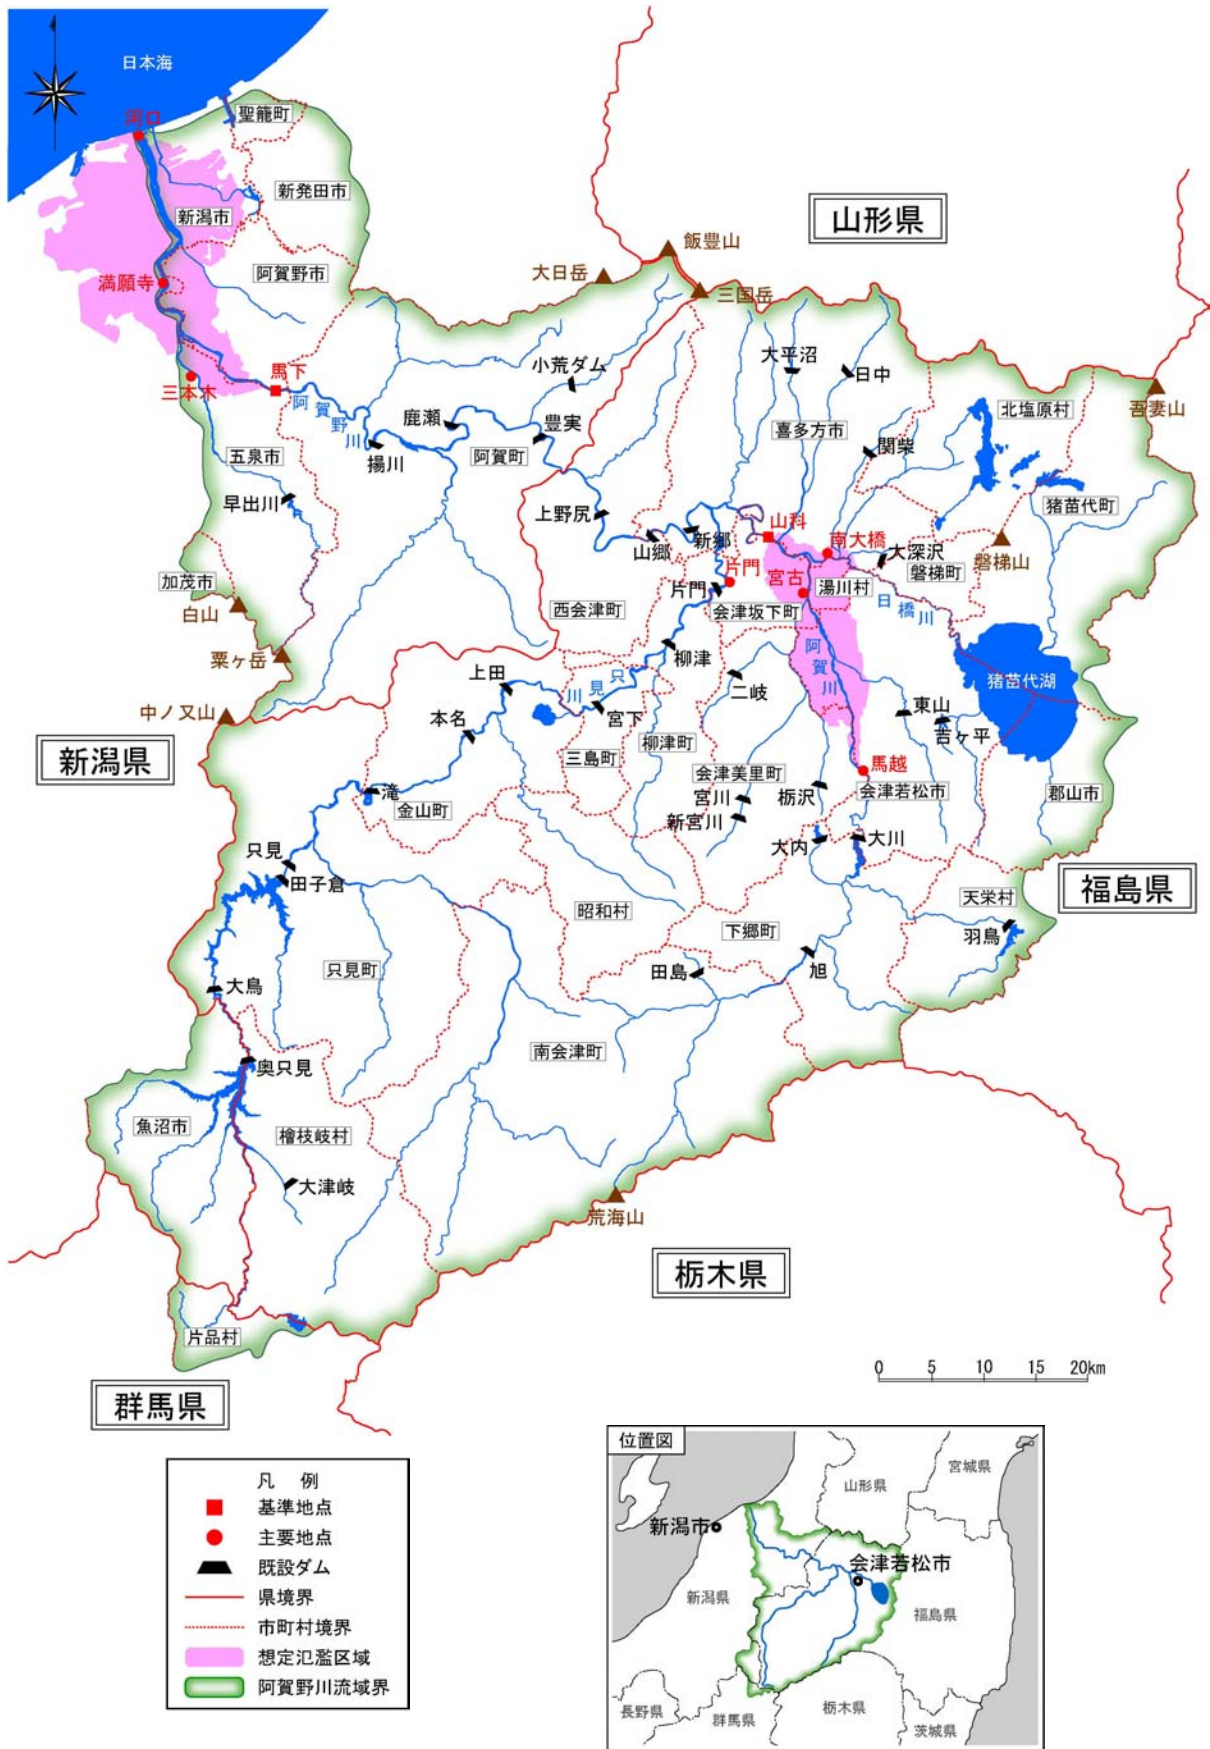 日本海
河口
聖籠町
新発田市
新潟市
山形県
飯豊山
阿賀野市
大日岳
満願寺
三国岳
大平沼
小荒ダム
日中
馬下
三本木
北塩原村
吾妻山
阿賀野川
鹿瀬
豊実
喜多方市
揚川
阿賀町
関柴
五泉市
早出川
猪苗代町
上野尻
山科
新郷
南大橋
山郷
大深沢
磐梯山
片門
磐梯町
加茂市
片門
宮古
湯川村
白山
西会津町
会津坂下町
日橋川
粟ヶ岳
柳津
阿賀川
上田
二岐
猪苗代湖
只見川
中ノ又山
宮下
東山
本名
吉ヶ平
新潟県
三島町
柳津町
馬越
会津美里町
滝
宮川
栃沢
会津若松市
郡山市
金山町
新宮川
大内
大川
只見
田子倉
福島県
天栄村
昭和村
下郷町
羽鳥
只見町
田島
旭
大鳥
南会津町
奥只見
魚沼市
檜枝岐村
大津岐
荒海山
栃木県
片品村
0 5 10 15 20km
群馬県
凡 例
基準地点
主要地点
既設ダム
県境界
市町村境界
想定氾濫区域
阿賀野川流域界
位置図
宮城県
山形県
新潟市
会津若松市
新潟県
福島県
長野県
群馬県
栃木県
茨城県